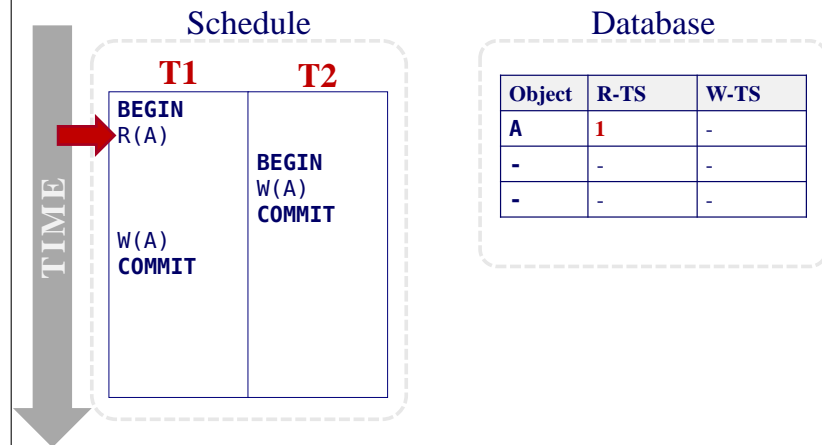 Schedule
T1 T2
BEGIN
R(A)
BEGIN
W(A)
COMMIT
W(A)
COMMIT
TIME
Database
Object R-TS W-TS
A 1 -
- - -
- - -